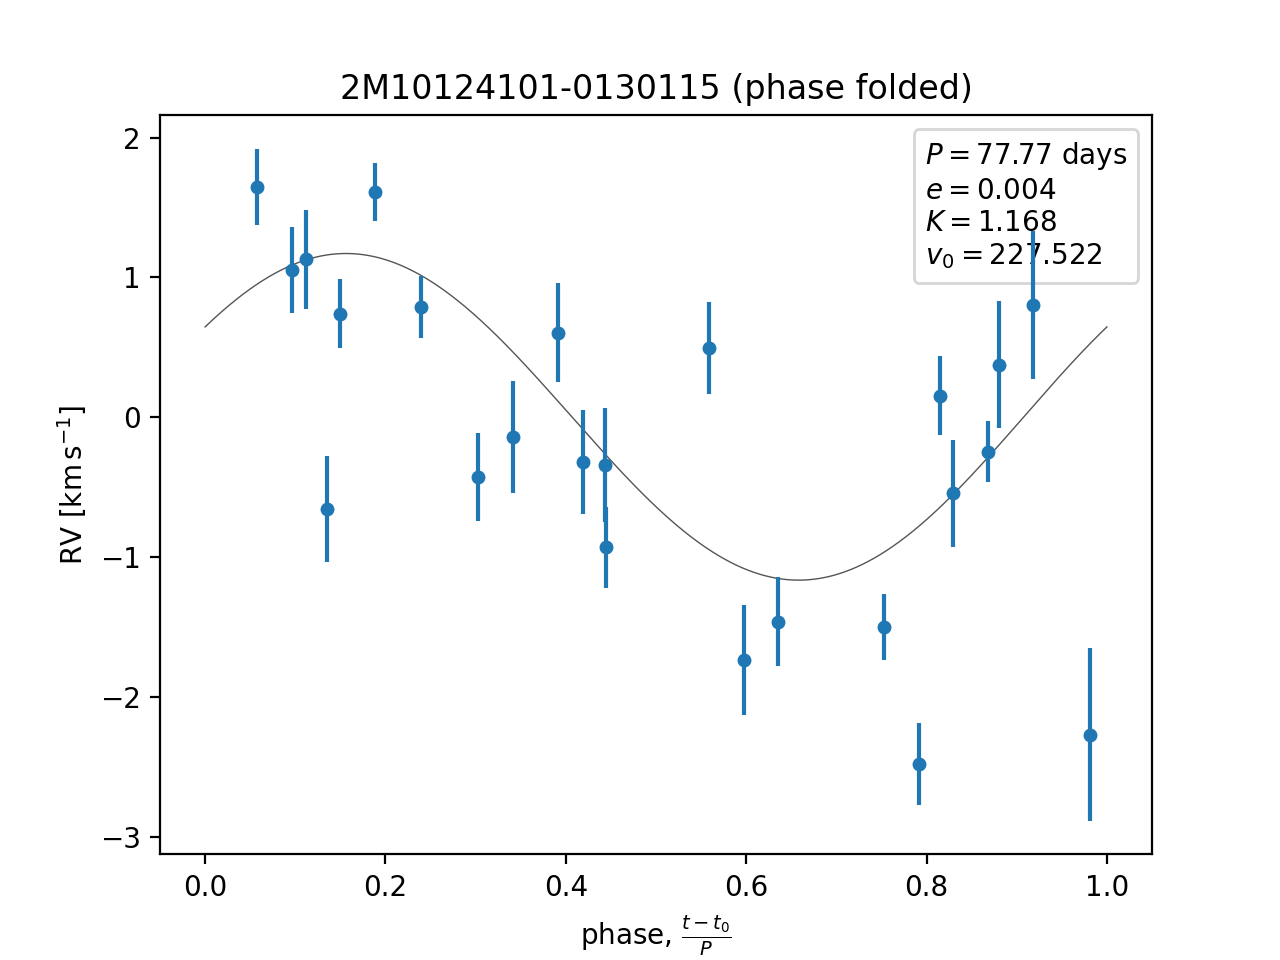 2M10124101-0130115 (phase folded)
P = 77.77 days
e = 0.004
K = 1.168
v₀ = 227.522
2
1
0
−1
−2
−3
RV [km s⁻¹]
0.0 0.2 0.4 0.6 0.8 1.0
phase, (t − t₀)/P